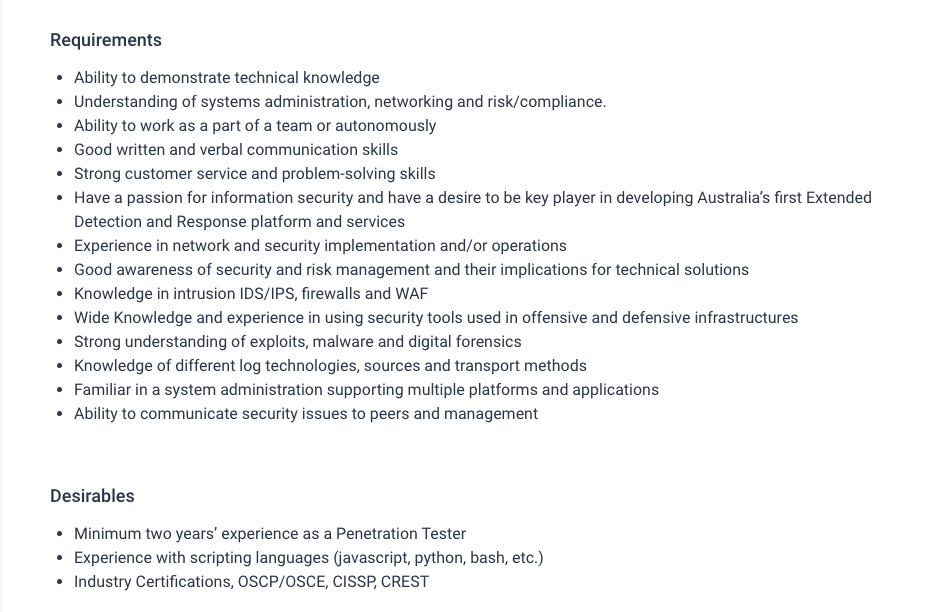 Requirements
• Ability to demonstrate technical knowledge
• Understanding of systems administration, networking and risk/compliance.
• Ability to work as a part of a team or autonomously
• Good written and verbal communication skills
• Strong customer service and problem-solving skills
• Have a passion for information security and have a desire to be key player in developing Australia’s first Extended
Detection and Response platform and services
• Experience in network and security implementation and/or operations
• Good awareness of security and risk management and their implications for technical solutions
• Knowledge in intrusion IDS/IPS, firewalls and WAF
• Wide Knowledge and experience in using security tools used in offensive and defensive infrastructures
• Strong understanding of exploits, malware and digital forensics
• Knowledge of different log technologies, sources and transport methods
• Familiar in a system administration supporting multiple platforms and applications
• Ability to communicate security issues to peers and management
Desirables
• Minimum two years’ experience as a Penetration Tester
• Experience with scripting languages (javascript, python, bash, etc.)
• Industry Certifications, OSCP/OSCE, CISSP, CREST